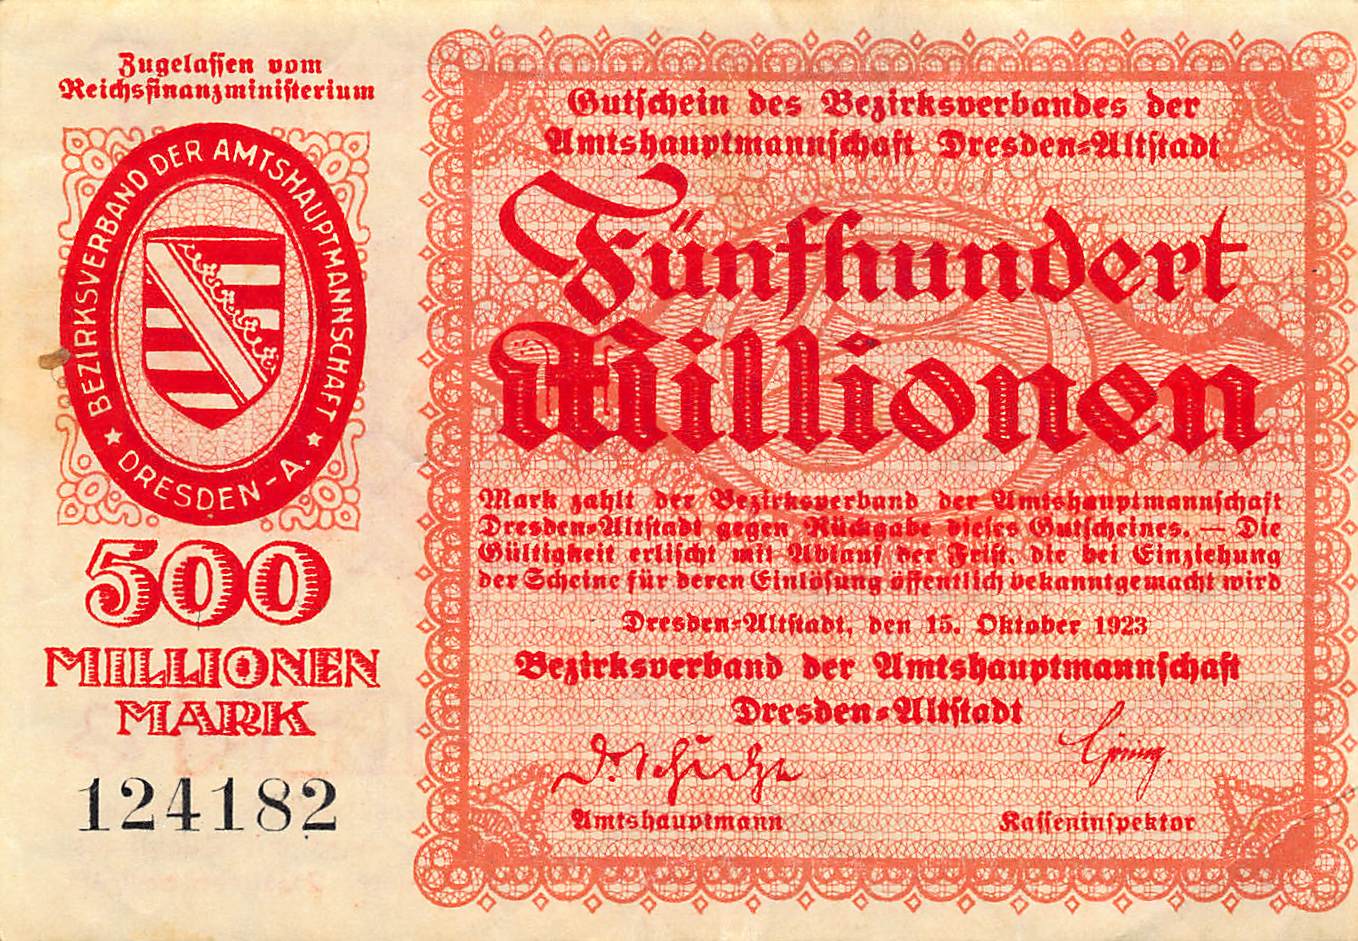 Zugelassen vom
Reichsfinanzministerium
BEZIRKSVERBAND DER AMTSHAUPTMANNSCHAFT
★ DRESDEN-A. ★
500
MILLIONEN
MARK
124182
Gutschein des Bezirksverbandes der
Amtshauptmannschaft Dresden-Altstadt
Fünfhundert
Millionen
Mark zahlt der Bezirksverband der Amtshauptmannschaft
Dresden-Altstadt gegen Rückgabe dieses Gutscheines. — Die
Gültigkeit erlischt mit Ablauf der Frist, die bei Einziehung
der Scheine für deren Einlösung öffentlich bekanntgemacht wird
Dresden-Altstadt, den 15. Oktober 1923
Bezirksverband der Amtshauptmannschaft
Dresden-Altstadt
Amtshauptmann
Kasseninspektor